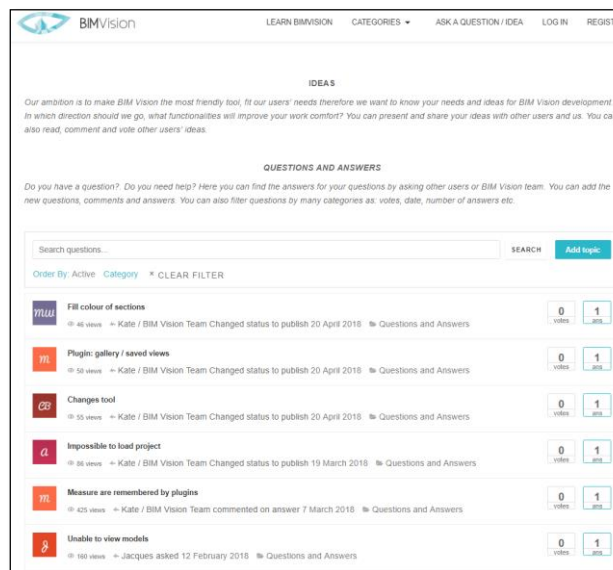 BIMVision
LEARN BIMVISION CATEGORIES ASK A QUESTION / IDEA LOG IN REGIST
IDEAS
Our ambition is to make BIM Vision the most friendly tool, fit our users' needs therefore we want to know your needs and ideas for BIM Vision development.
In which direction should we go, what functionalities will improve your work comfort? You can present and share your ideas with other users and us. You ca
also read, comment and vote other users' ideas.
QUESTIONS AND ANSWERS
Do you have a question?. Do you need help? Here you can find the answers for your questions by asking other users or BIM Vision team. You can add the
new questions, comments and answers. You can also filter questions by many categories as: votes, date, number of answers etc.
Search questions... SEARCH Add topic
Order By: Active Category × CLEAR FILTER
mw Fill colour of sections 0 votes 1 ans
46 views Kate / BIM Vision Team Changed status to publish 20 April 2018 Questions and Answers
m Plugin: gallery / saved views 0 votes 1 ans
50 views Kate / BIM Vision Team Changed status to publish 20 April 2018 Questions and Answers
CB Changes tool 0 votes 1 ans
55 views Kate / BIM Vision Team Changed status to publish 20 April 2018 Questions and Answers
a Impossible to load project 0 votes 1 ans
86 views Kate / BIM Vision Team Changed status to publish 19 March 2018 Questions and Answers
m Measure are remembered by plugins 0 votes 1 ans
425 views Kate / BIM Vision Team commented on answer 7 March 2018 Questions and Answers
J Unable to view models 0 votes 1 ans
160 views Jacques asked 12 February 2018 Questions and Answers